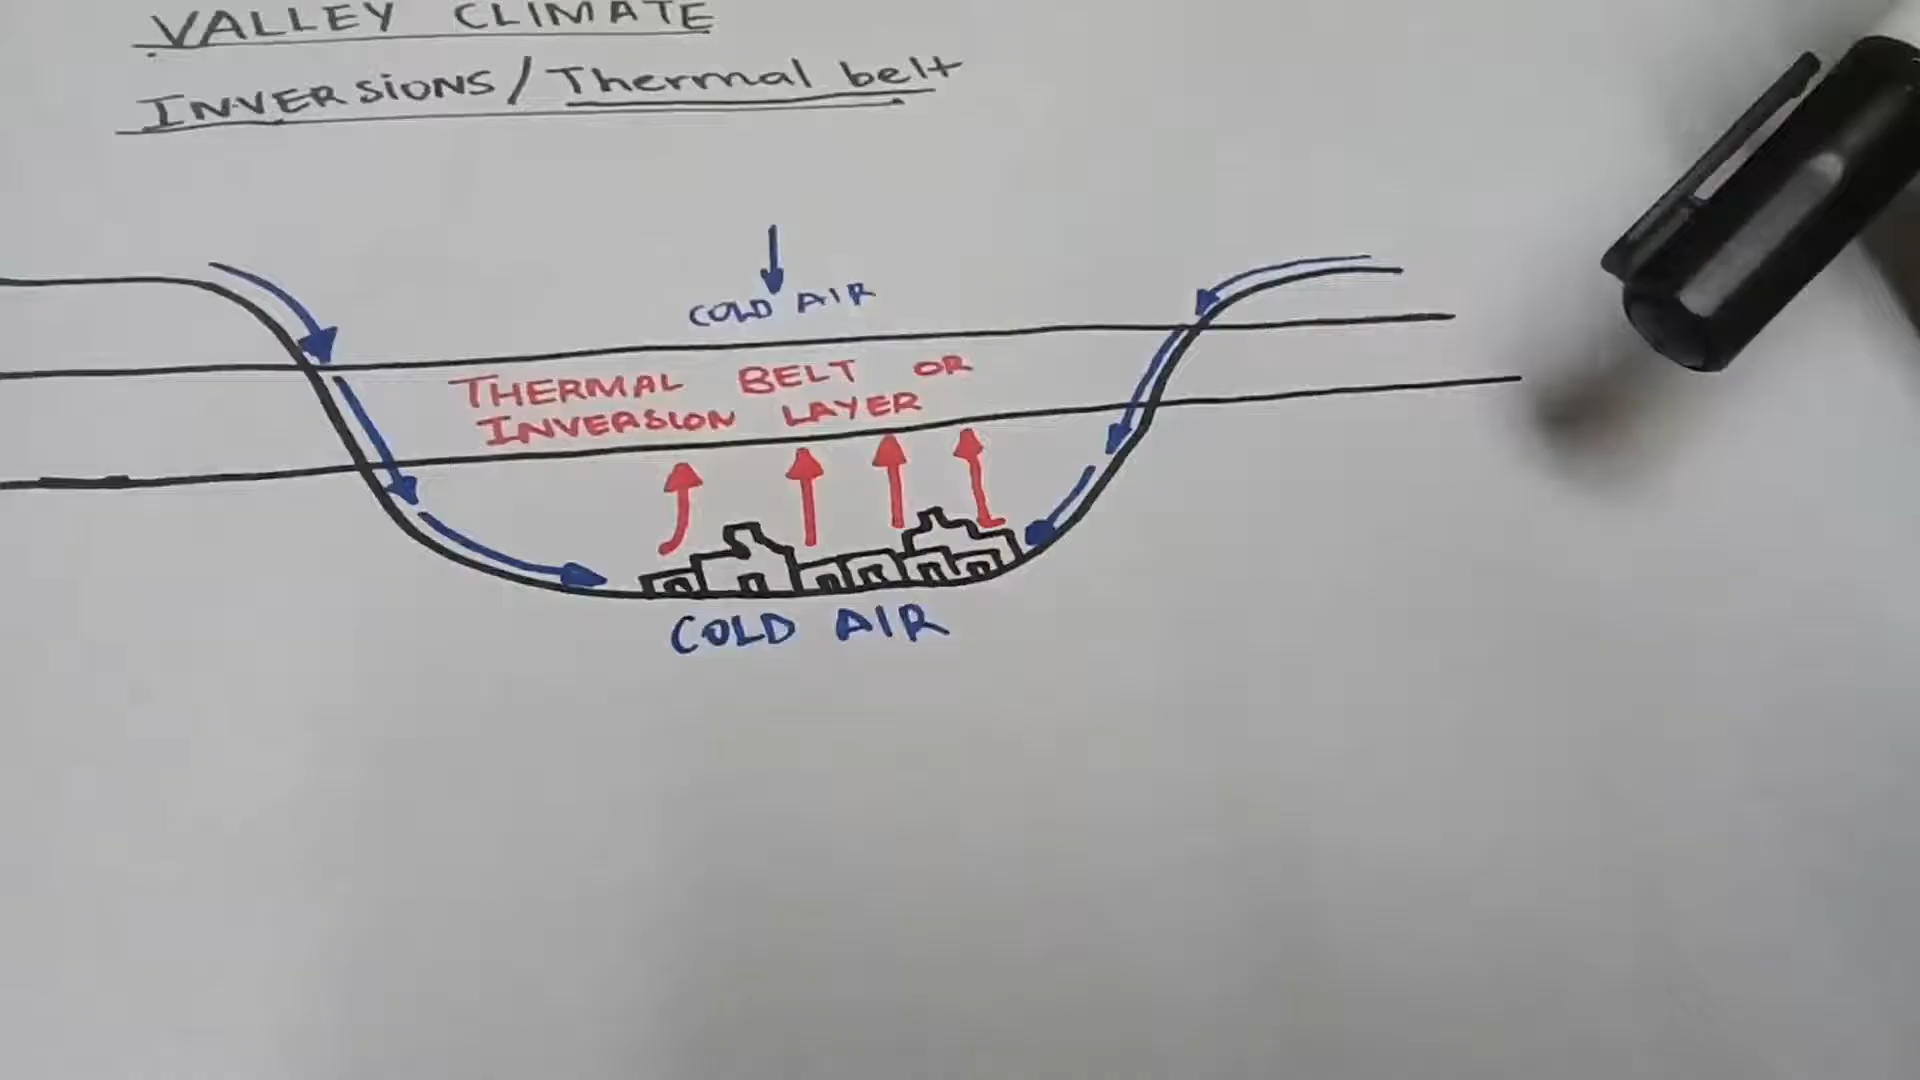 VALLEY CLIMATE
INVERSIONS/Thermal belt
COLD AIR
THERMAL BELT OR
INVERSION LAYER
COLD AIR